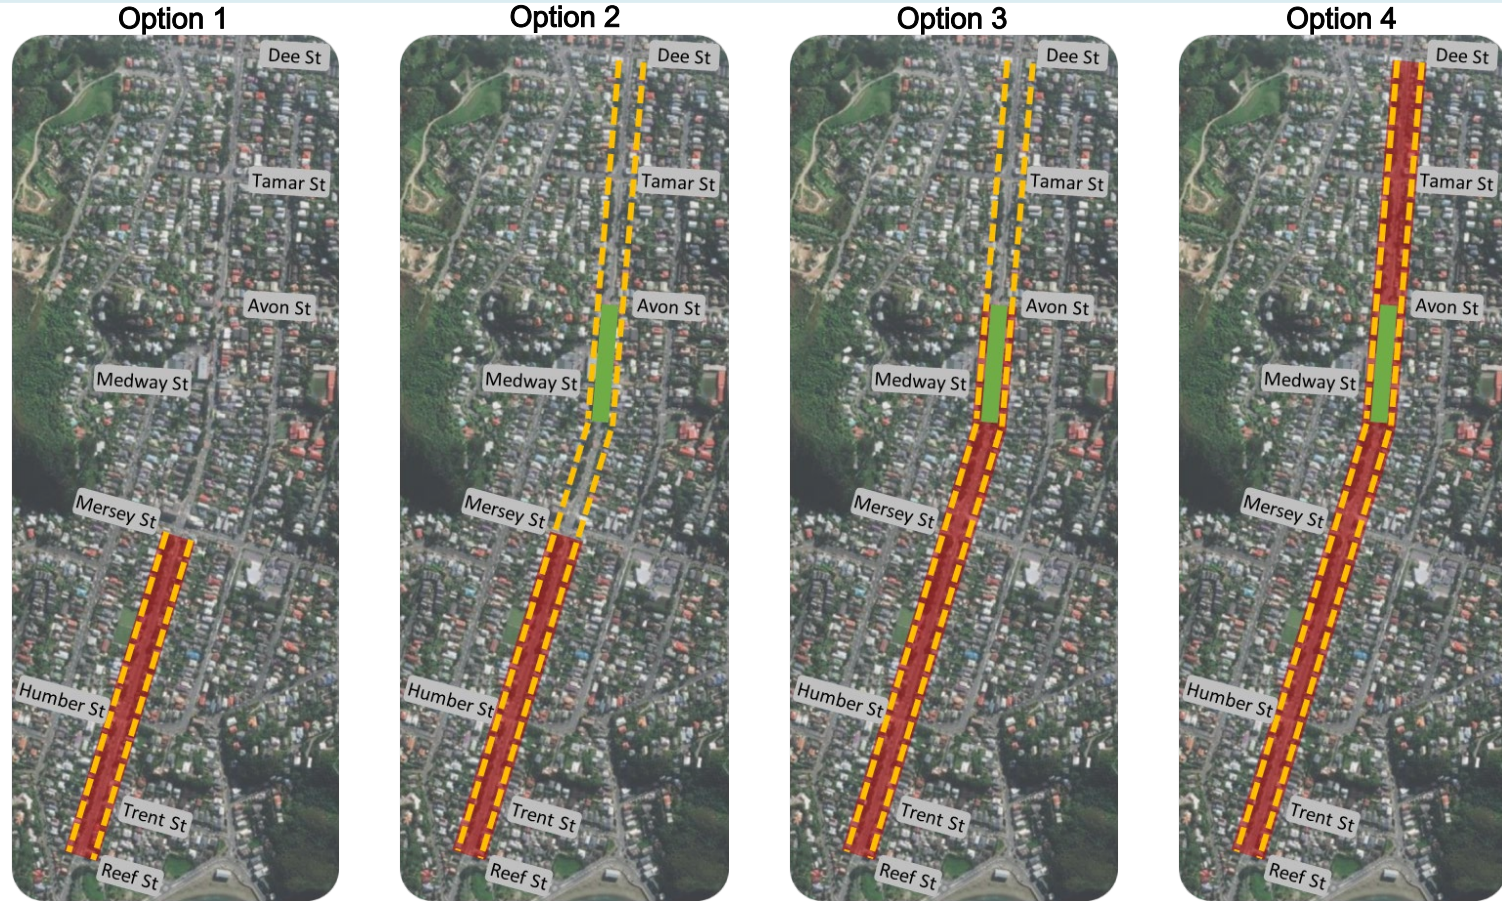 Option 1
Dee St
Tamar St
Avon St
Medway St
Mersey St
Humber St
Trent St
Reef St
Option 2
Dee St
Tamar St
Avon St
Medway St
Mersey St
Humber St
Trent St
Reef St
Option 3
Dee St
Tamar St
Avon St
Medway St
Mersey St
Humber St
Trent St
Reef St
Option 4
Dee St
Tamar St
Avon St
Medway St
Mersey St
Humber St
Trent St
Reef St